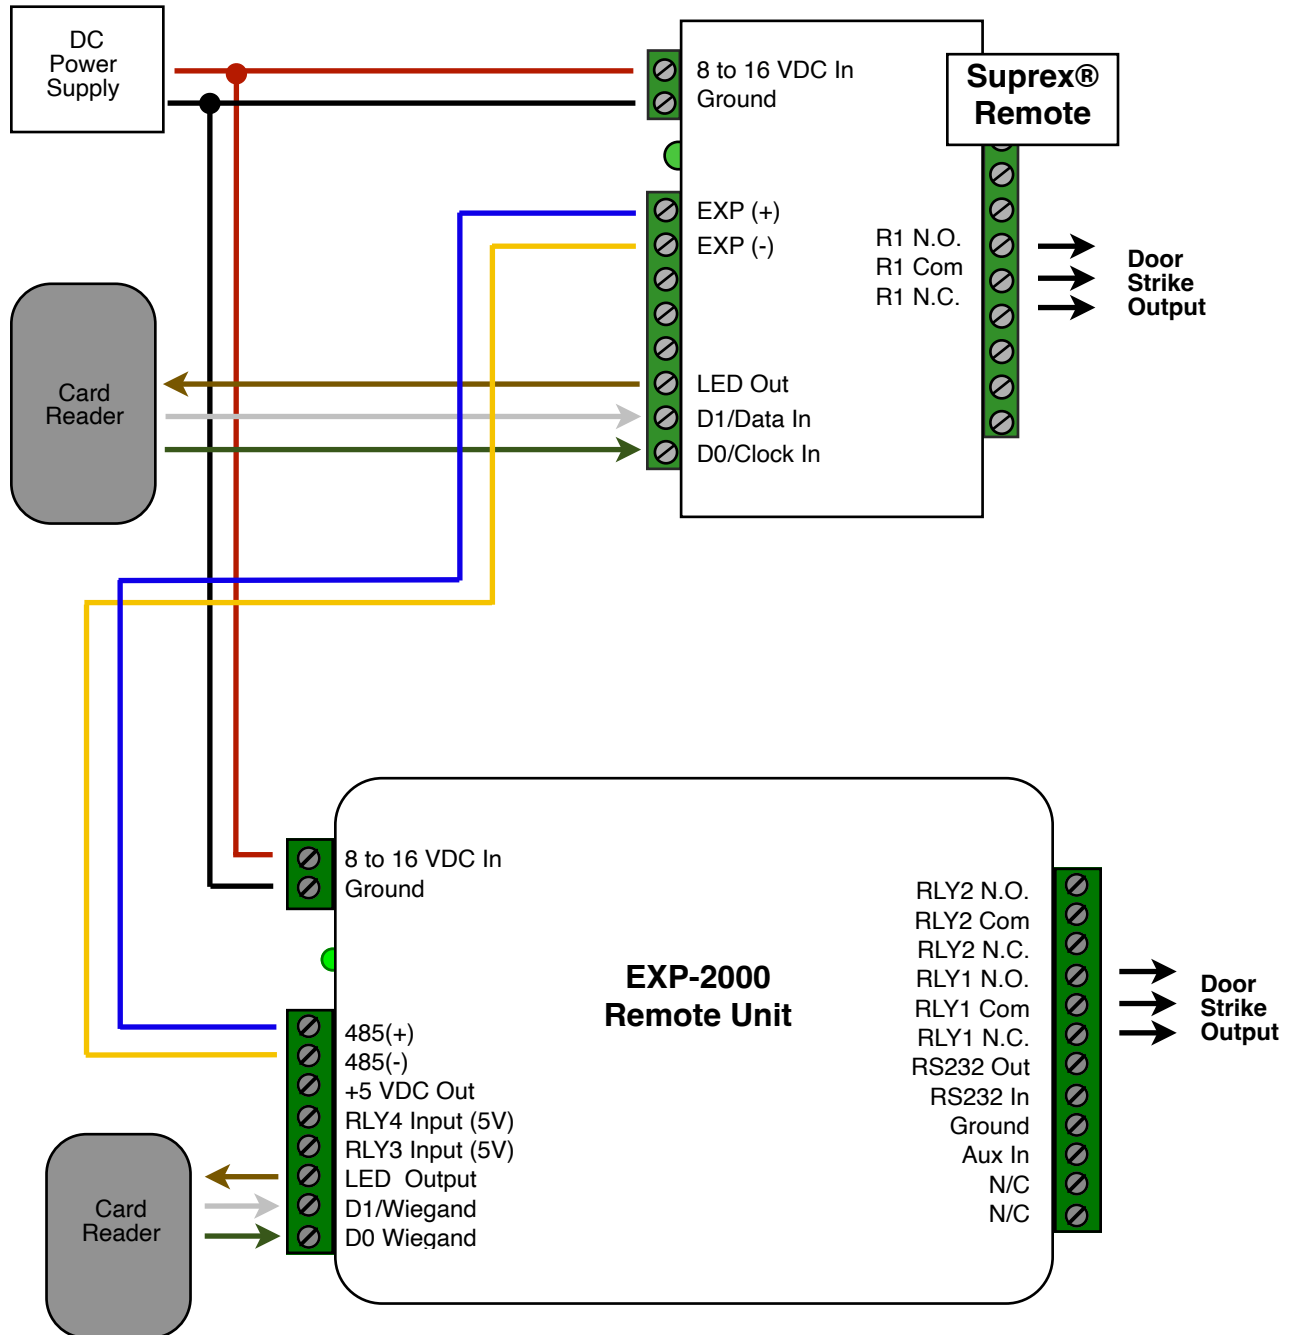 DC
Power
Supply
8 to 16 VDC In
Ground
Suprex®
Remote
EXP (+)
EXP (-)
R1 N.O.
R1 Com
R1 N.C.
Door
Strike
Output
Card
Reader
LED Out
D1/Data In
D0/Clock In
8 to 16 VDC In
Ground
EXP-2000
Remote Unit
485(+)
485(-)
+5 VDC Out
RLY4 Input (5V)
RLY3 Input (5V)
LED  Output
D1/Wiegand
D0 Wiegand
RLY2 N.O.
RLY2 Com
RLY2 N.C.
RLY1 N.O.
RLY1 Com
RLY1 N.C.
RS232 Out
RS232 In
Ground
Aux In
N/C
N/C
Door
Strike
Output
Card
Reader